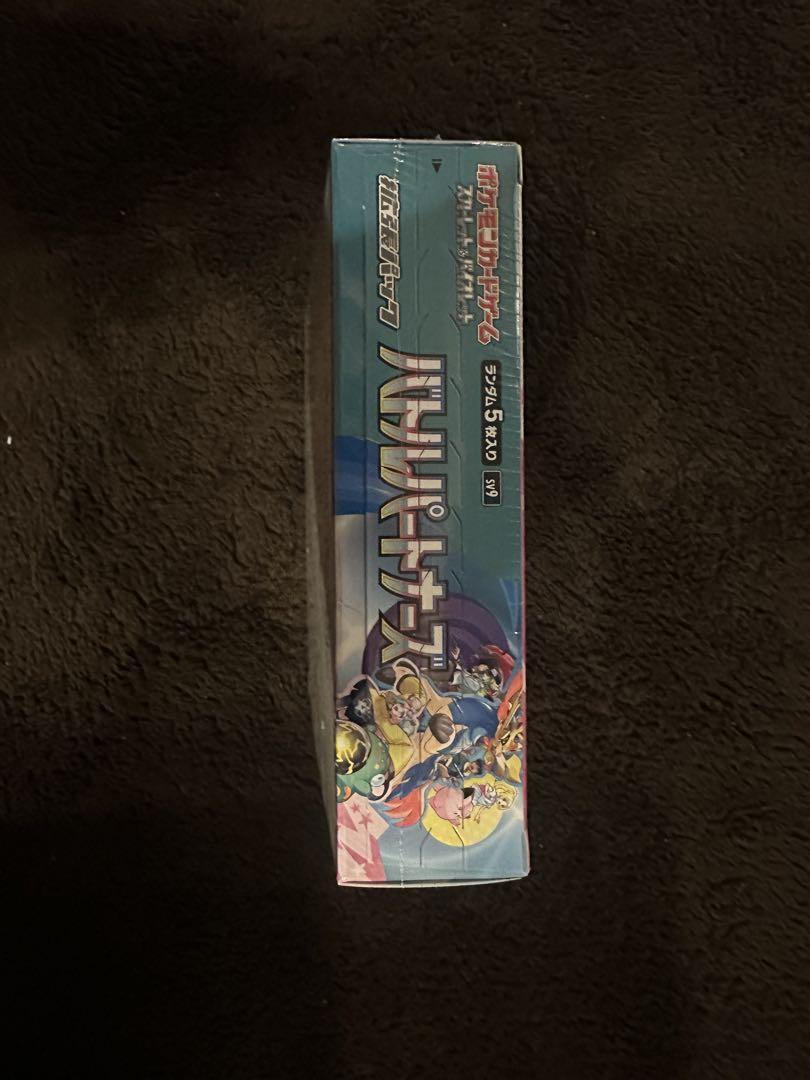 ポケモンカードゲーム
スカーレット&バイオレット
ランダム5枚入り
SV9
拡張パック
バトルパートナーズ